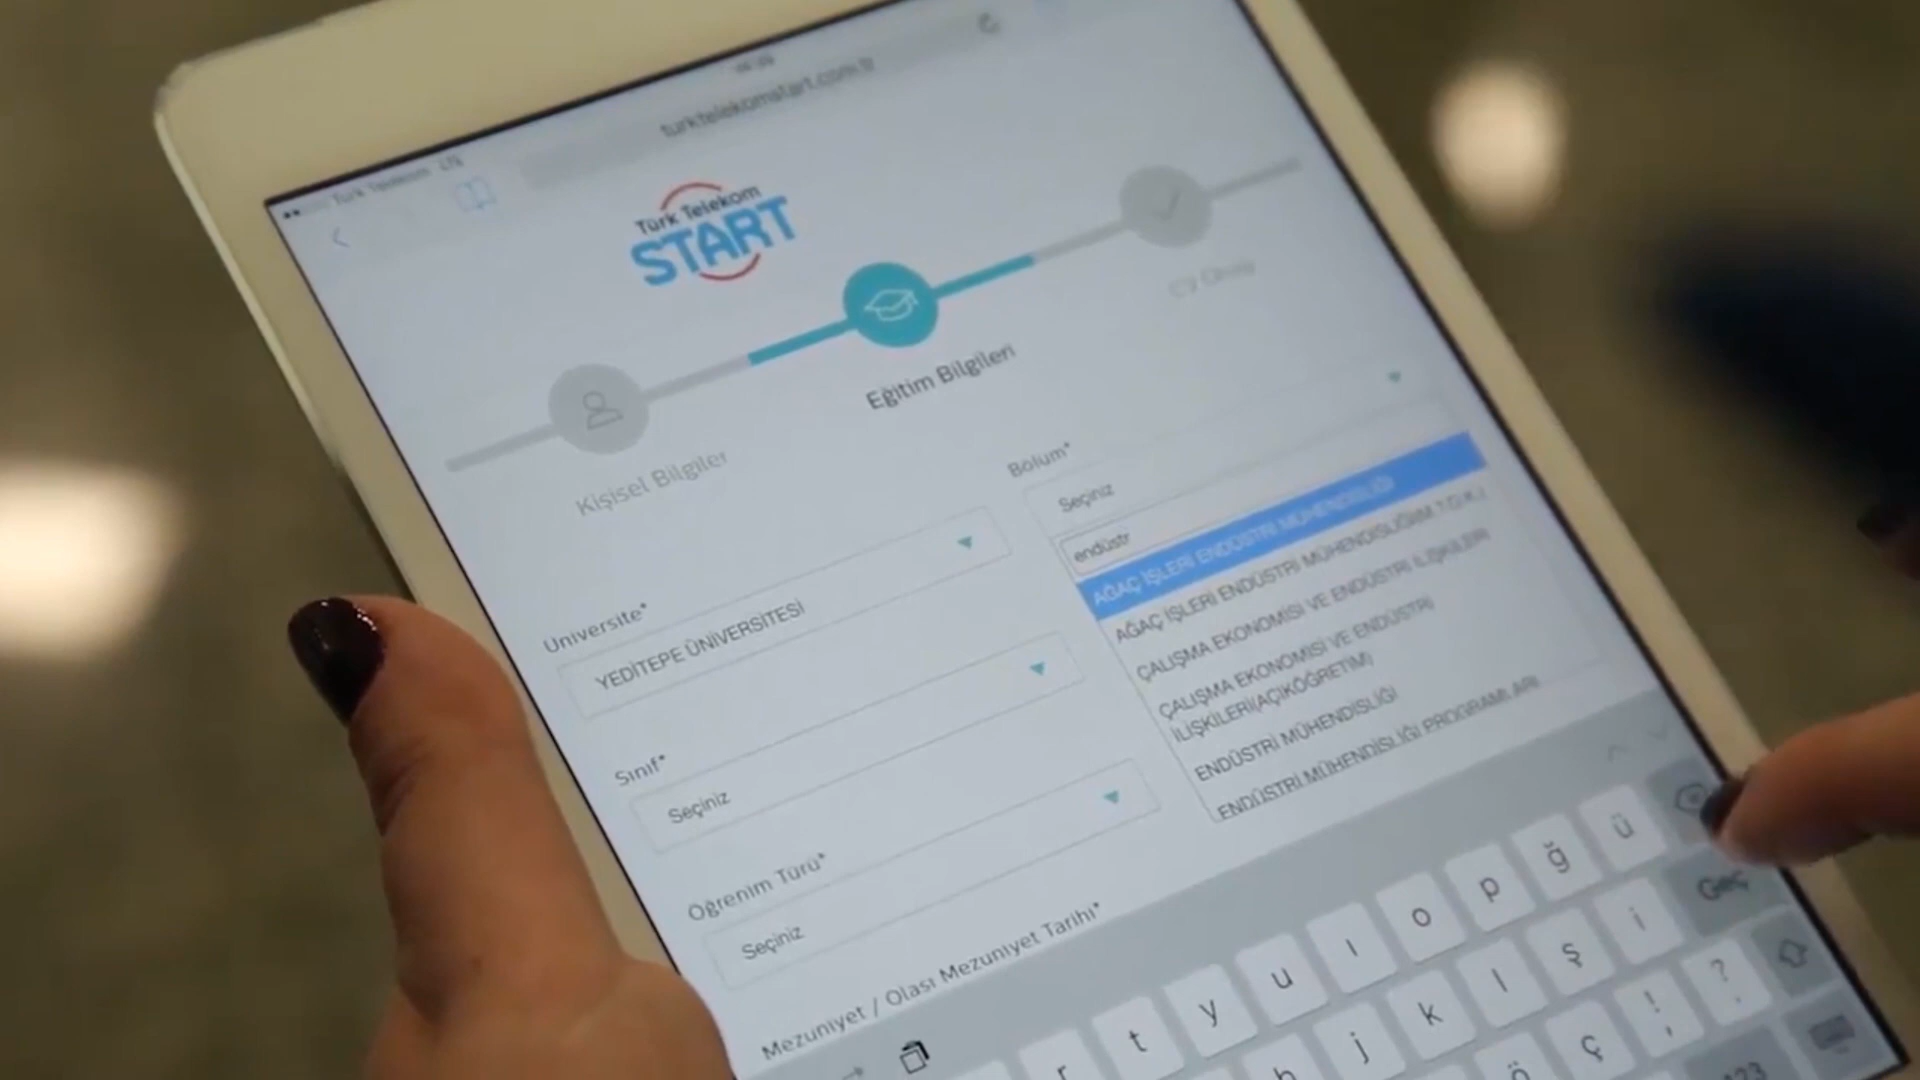 Türk Telekom
turktelekomstart.com.tr
Türk Telekom
START
Kişisel Bilgiler
Eğitim Bilgileri
Üniversite*
YEDİTEPE ÜNİVERSİTESİ
Sınıf*
Seçiniz
Öğrenim Türü*
Seçiniz
Mezuniyet / Olası Mezuniyet Tarihi*
Bölüm*
Seçiniz
endüstr
AĞAÇ İŞLERİ ENDÜSTRİ MÜHENDİSLİĞİ
AĞAÇ İŞLERİ ENDÜSTRİ MÜHENDİSLİĞİ(M.T.O.K.)
ÇALIŞMA EKONOMİSİ VE ENDÜSTRİ İLİŞKİLERİ
ÇALIŞMA EKONOMİSİ VE ENDÜSTRİ
İLİŞKİLERİ(AÇIKÖĞRETİM)
ENDÜSTRİ MÜHENDİSLİĞİ
ENDÜSTRİ MÜHENDİSLİĞİ PROGRAMLARI
r t y u ı o p ğ ü
h j k l ş i Geç
ö ç ! , ? .
123